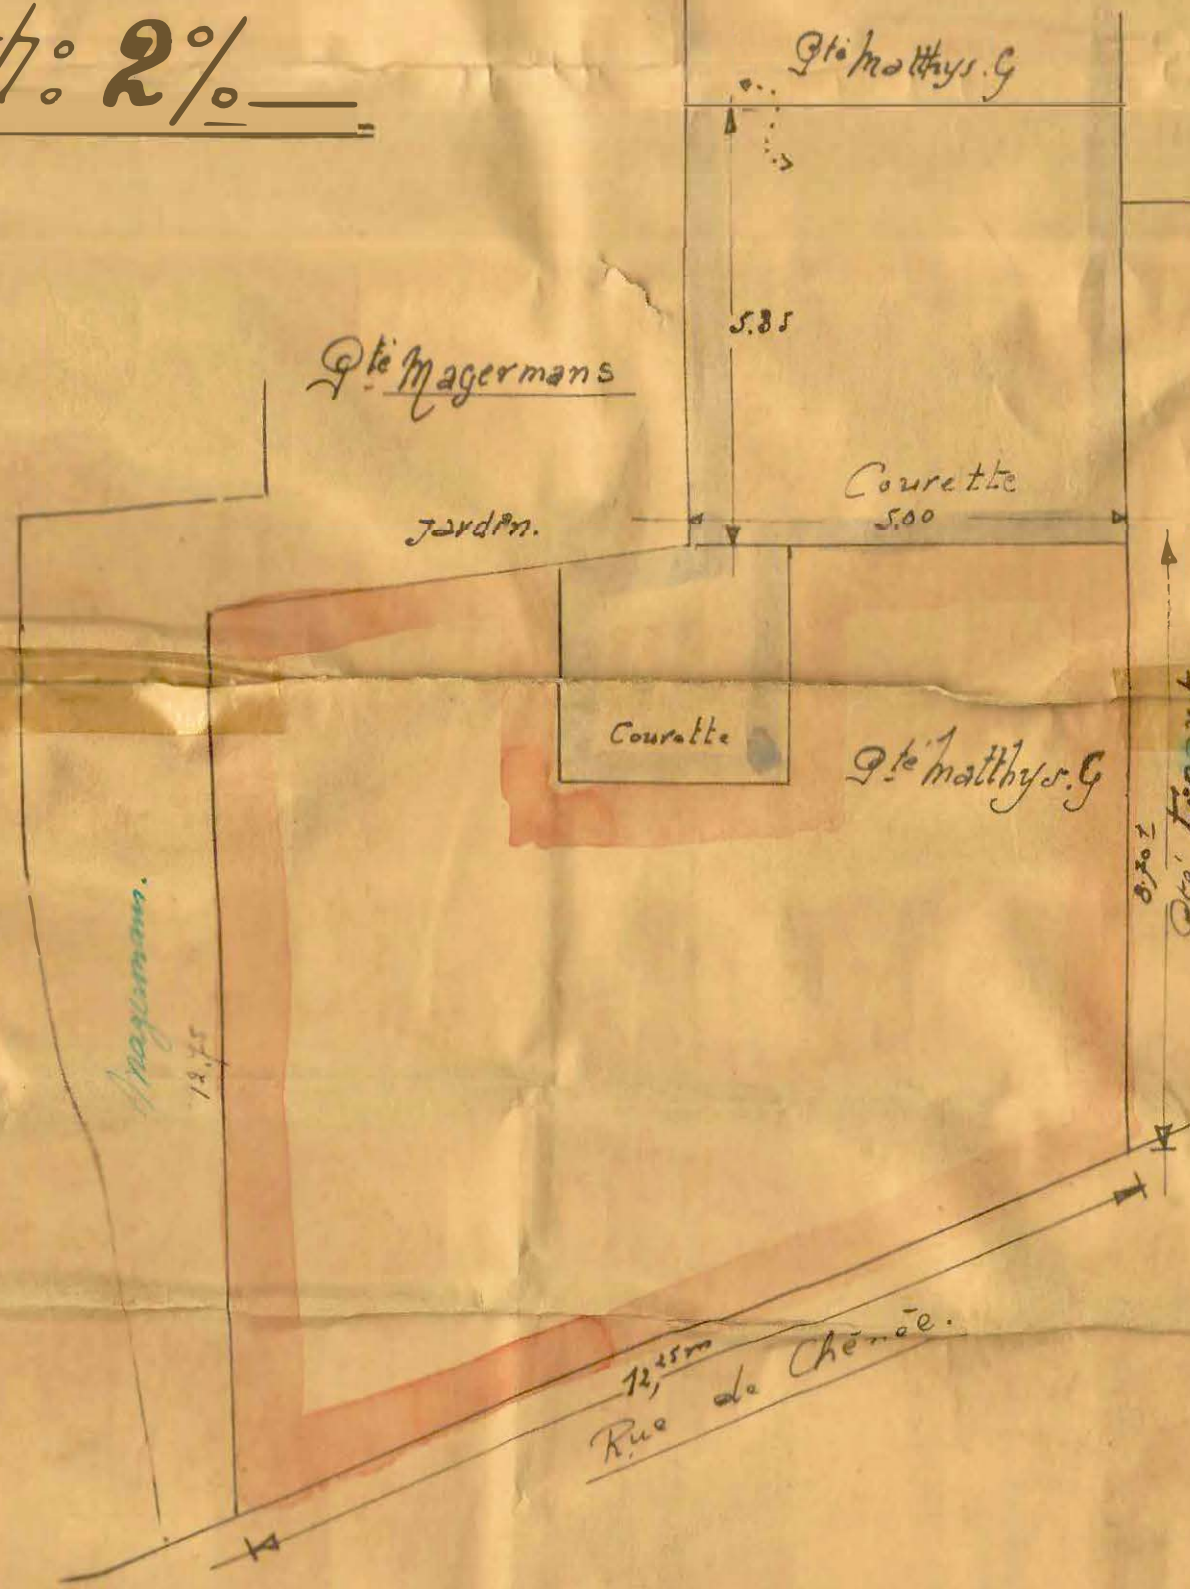 h: 2%
Pté Matthys. G
5.85
Pté Magermans
Courette
5.00
Jardin.
Courette
Pté Matthys. G
8.70
Pté
Magermans.
12.75
12,25m
Rue de Chênée.